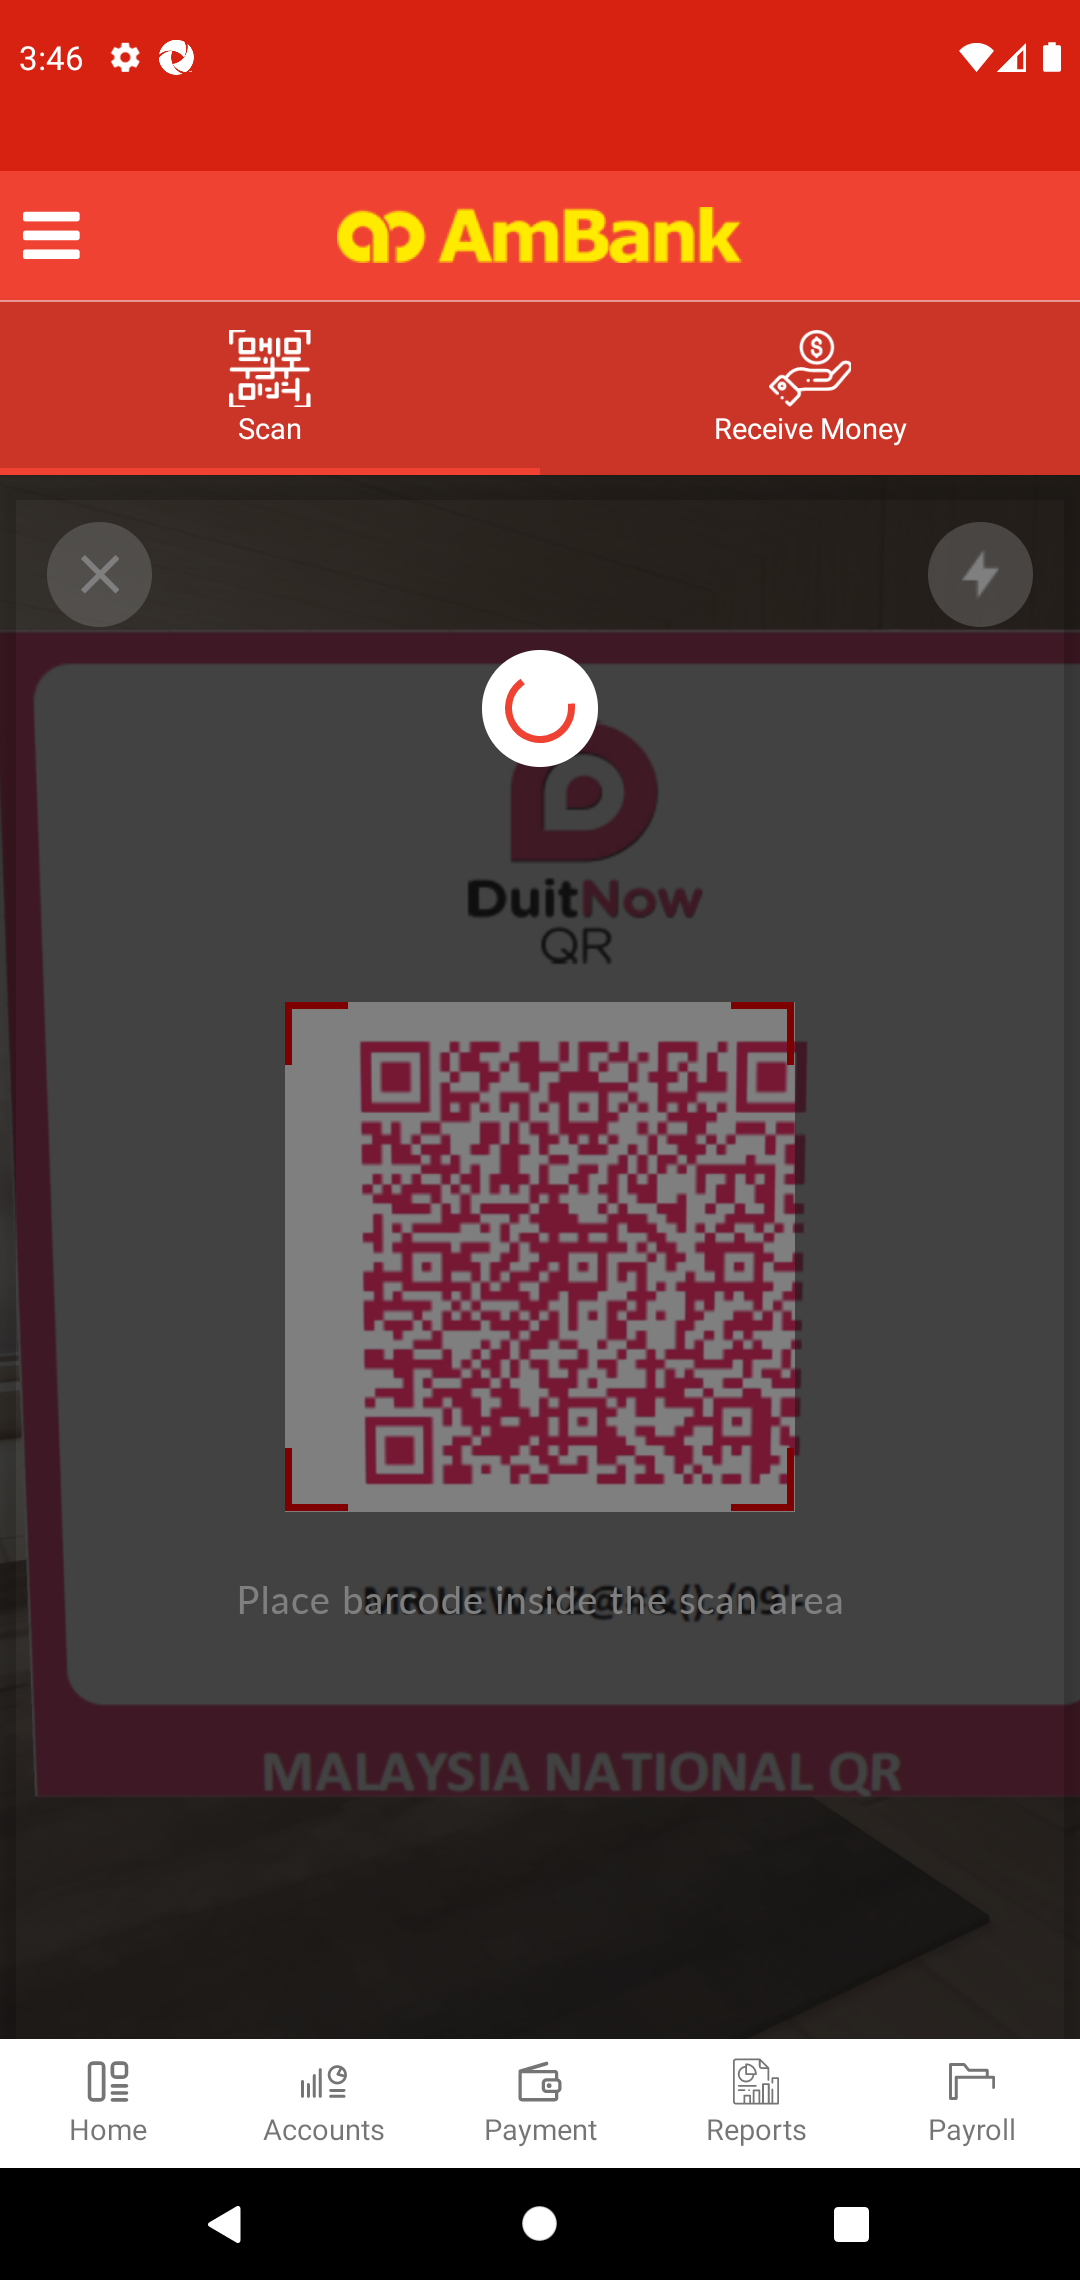 3:46
AmBank
Scan
Receive Money
DuitNow
QR
Place barcode inside the scan area
MALAYSIA NATIONAL QR
Home
Accounts
Payment
Reports
Payroll